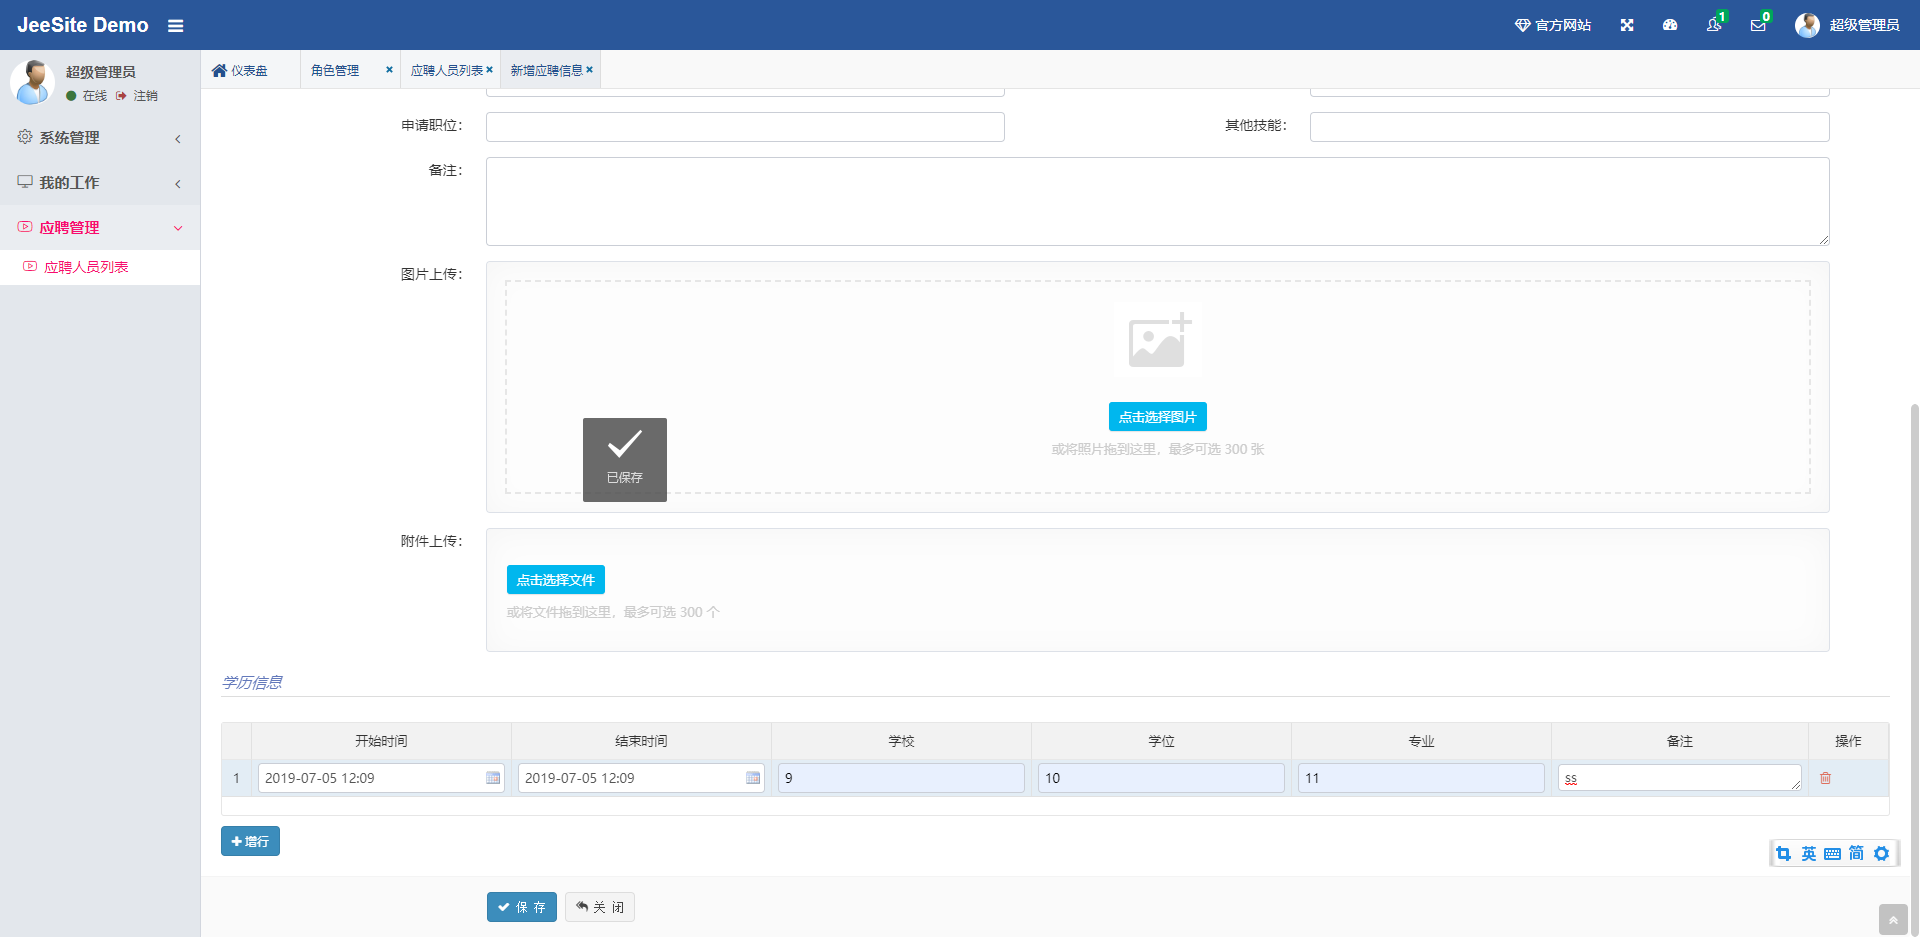 JeeSite Demo
官方网站
1
0
超级管理员
超级管理员
在线 注销
仪表盘
角色管理
应聘人员列表
新增应聘信息
系统管理
我的工作
应聘管理
应聘人员列表
申请职位：
其他技能：
备注：
图片上传：
点击选择图片
或将照片拖到这里，最多可选 300 张
已保存
附件上传：
点击选择文件
或将文件拖到这里，最多可选 300 个
学历信息
开始时间 结束时间 学校 学位 专业 备注 操作
1 2019-07-05 12:09 2019-07-05 12:09 9 10 11 ss
增行
英 简
保 存
关 闭